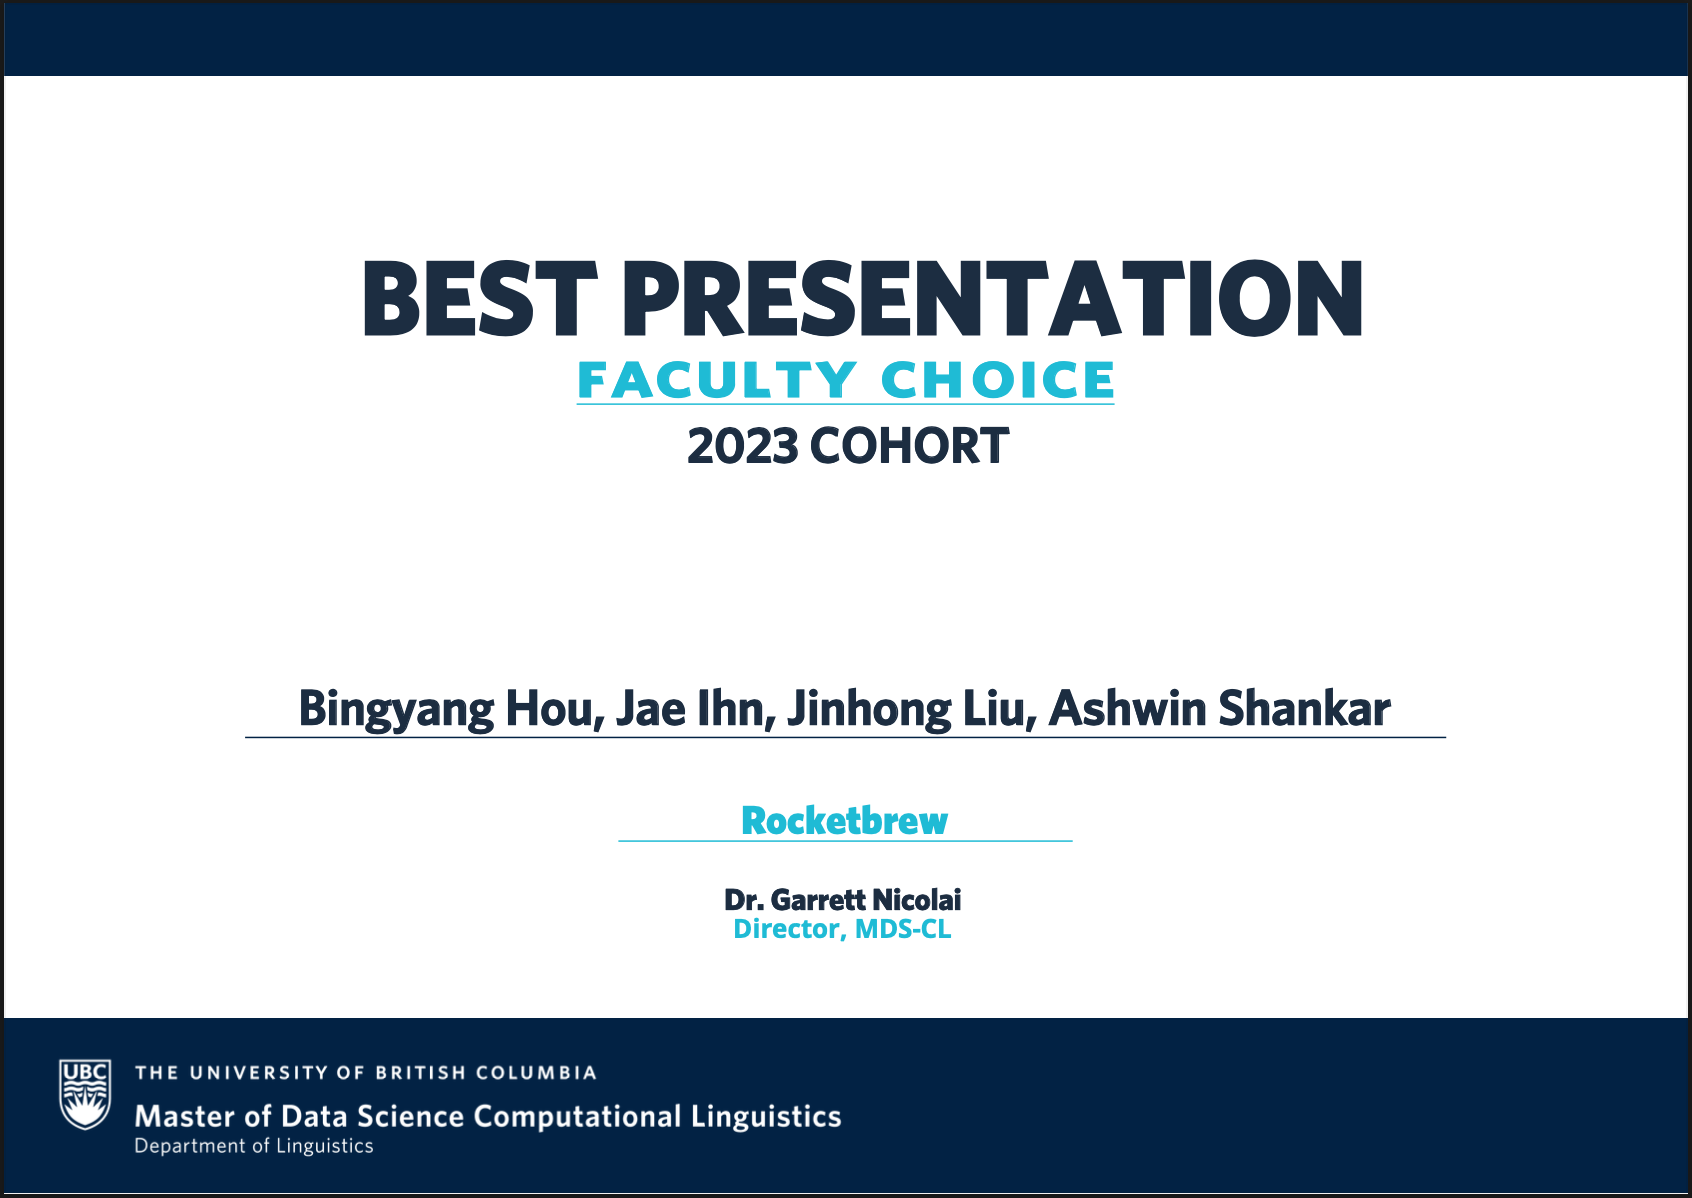 BEST PRESENTATION
FACULTY CHOICE
2023 COHORT
Bingyang Hou, Jae Ihn, Jinhong Liu, Ashwin Shankar
Rocketbrew
Dr. Garrett Nicolai
Director, MDS-CL
UBC
THE UNIVERSITY OF BRITISH COLUMBIA
Master of Data Science Computational Linguistics
Department of Linguistics